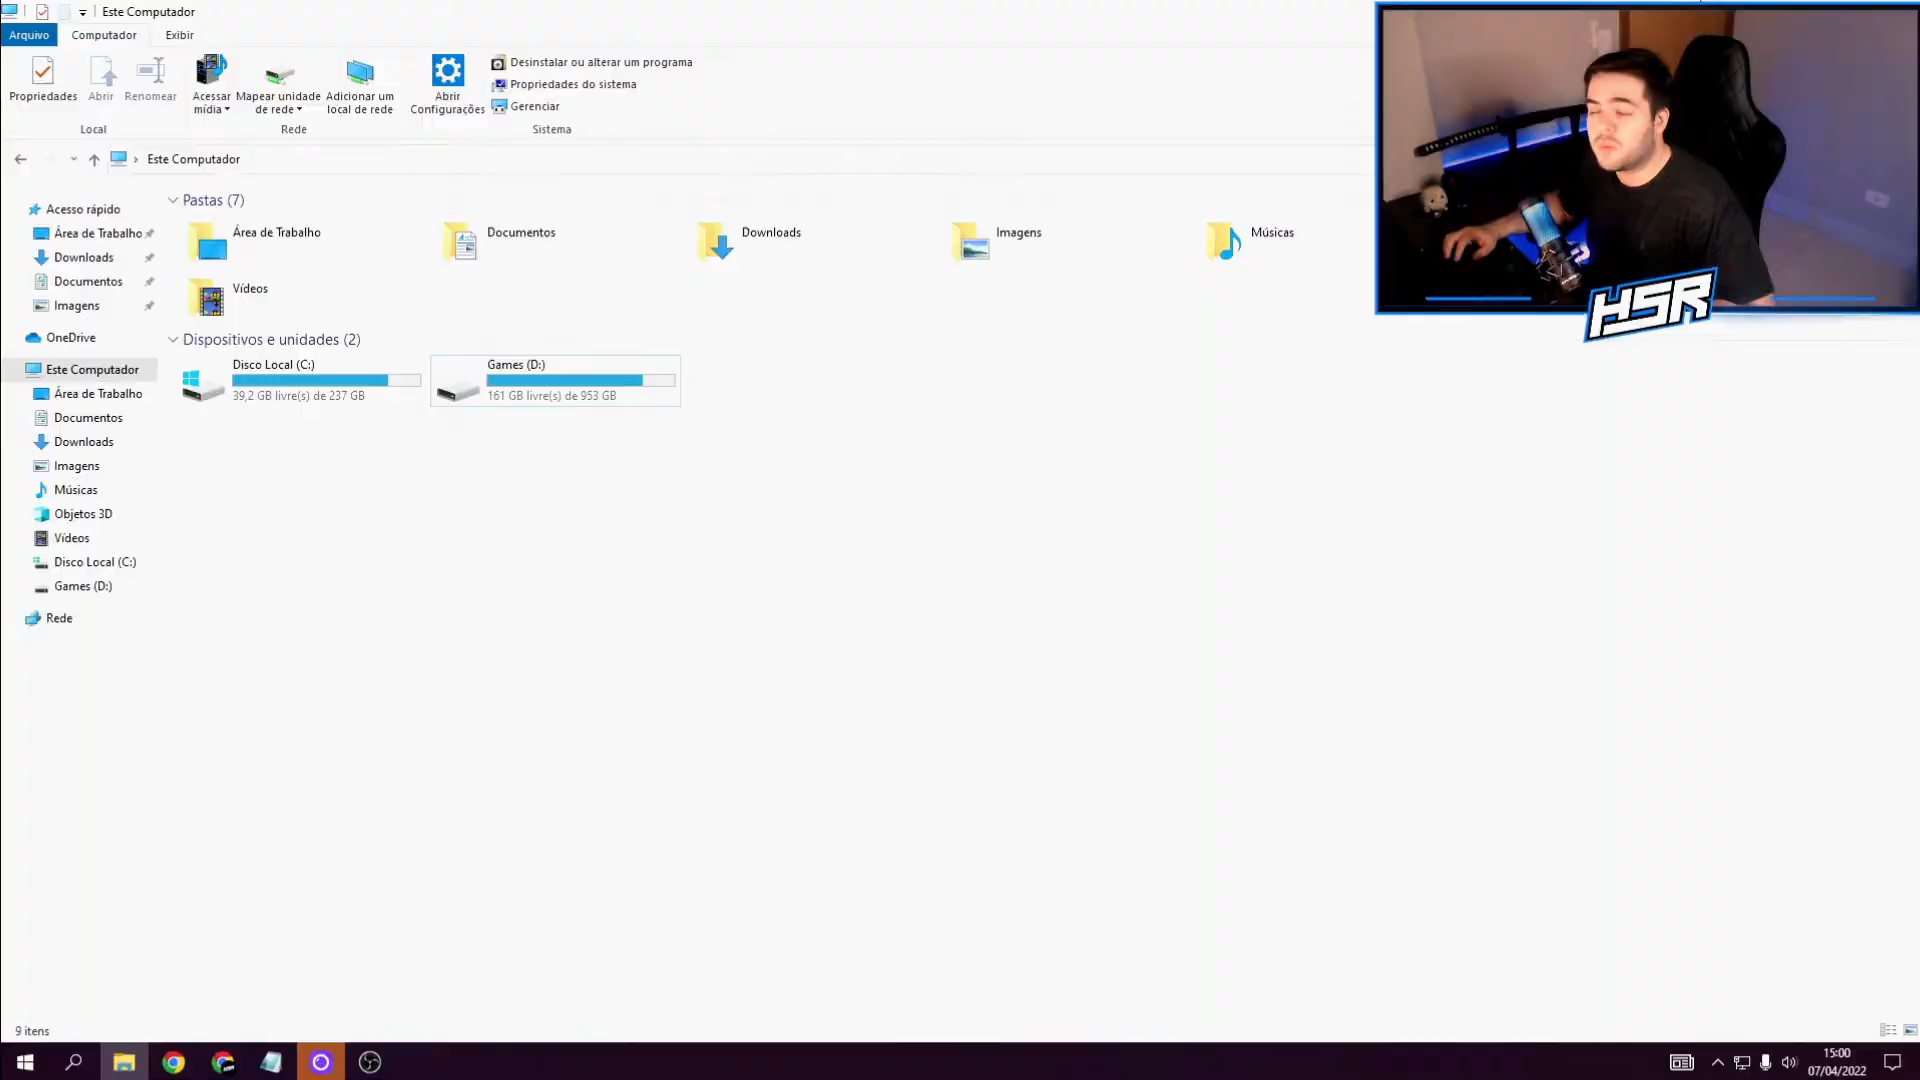 Este Computador
Arquivo
Computador
Exibir
Propriedades
Abrir
Renomear
Acessar
mídia
Mapear unidade
de rede
Adicionar um
local de rede
Abrir
Configurações
Desinstalar ou alterar um programa
Propriedades do sistema
Gerenciar
Local
Rede
Sistema
Este Computador
Acesso rápido
Área de Trabalho
Downloads
Documentos
Imagens
OneDrive
Este Computador
Área de Trabalho
Documentos
Downloads
Imagens
Músicas
Objetos 3D
Vídeos
Disco Local (C:)
Games (D:)
Rede
Pastas (7)
Área de Trabalho
Documentos
Downloads
Imagens
Músicas
Vídeos
Dispositivos e unidades (2)
Disco Local (C:)
39,2 GB livre(s) de 237 GB
Games (D:)
161 GB livre(s) de 953 GB
HSR
9 itens
15:00
07/04/2022